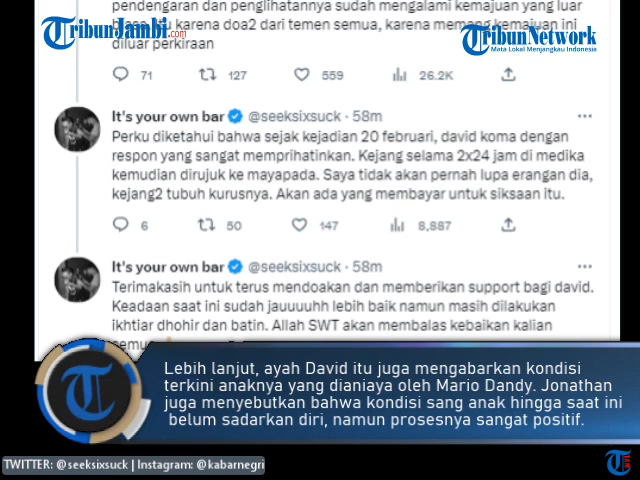 pendengaran dan penglihatannya sudah mengalami kemajuan yang luar
karena doa2 dari temen semua, karena memang kemajuan ini
diluar perkiraan
TribunJambi.com
TribunNetwork
Mata Lokal Menjangkau Indonesia
71 127 559 26.2K
It's your own bar @seeksixsuck · 58m
Perku diketahui bahwa sejak kejadian 20 februari, david koma dengan
respon yang sangat memprihatinkan. Kejang selama 2x24 jam di medika
kemudian dirujuk ke mayapada. Saya tidak akan pernah lupa erangan dia,
kejang2 tubuh kurusnya. Akan ada yang membayar untuk siksaan itu.
6 50 147 8,887
It's your own bar @seeksixsuck · 58m
Terimakasih untuk terus mendoakan dan memberikan support bagi david.
Keadaan saat ini sudah jauuuuhh lebih baik namun masih dilakukan
ikhtiar dhohir dan batin. Allah SWT akan membalas kebaikan kalian
Lebih lanjut, ayah David itu juga mengabarkan kondisi
terkini anaknya yang dianiaya oleh Mario Dandy. Jonathan
juga menyebutkan bahwa kondisi sang anak hingga saat ini
belum sadarkan diri, namun prosesnya sangat positif.
TWITTER: @seeksixsuck | Instagram: @kabarnegri